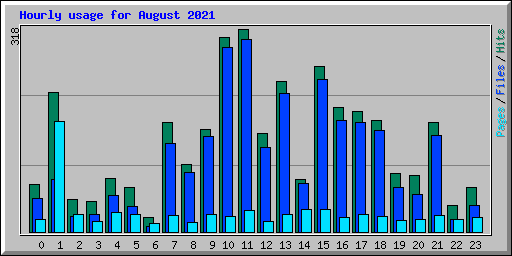 Hourly usage for August 2021
318
Pages / Files / Hits
0 1 2 3 4 5 6 7 8 9 10 11 12 13 14 15 16 17 18 19 20 21 22 23